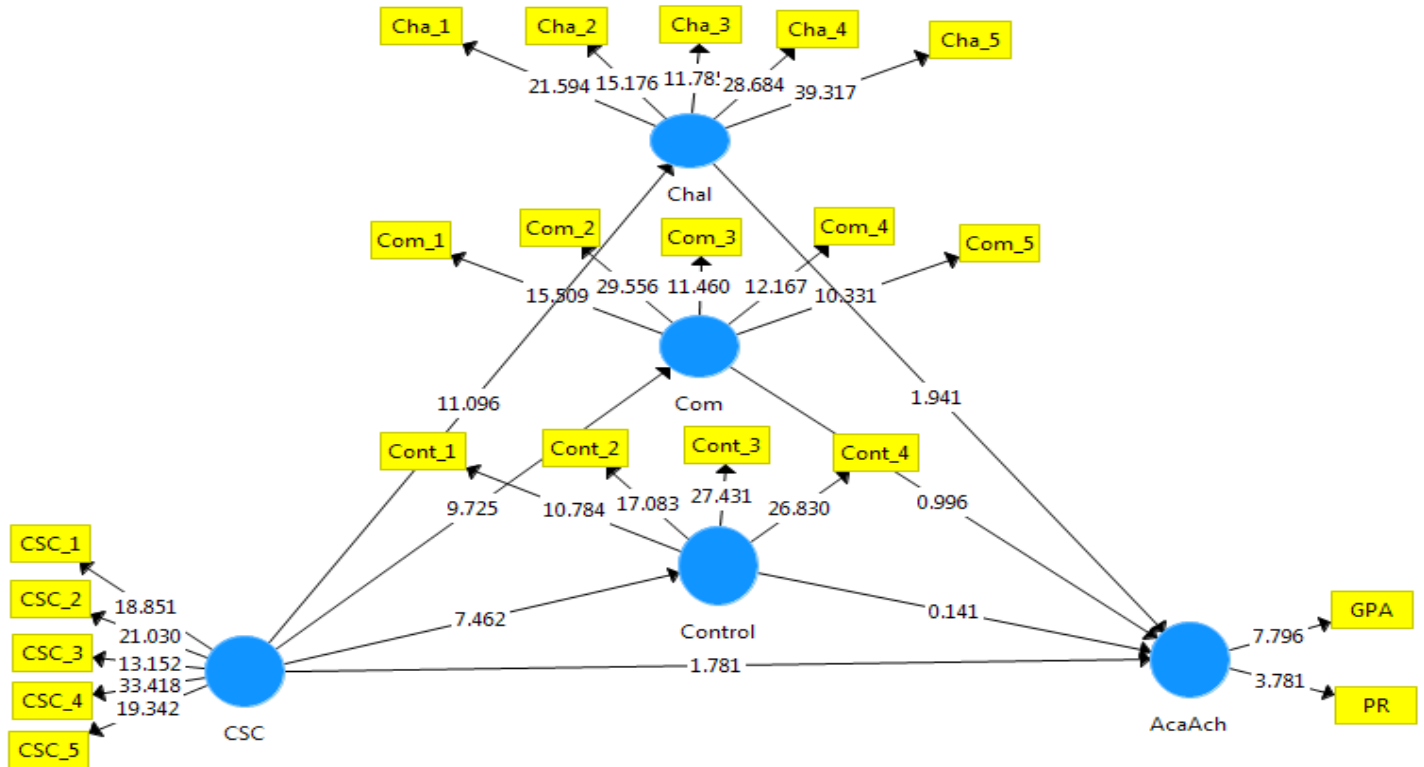 Cha_1
Cha_2
Cha_3
Cha_4
Cha_5
21.594
15.176
11.785
28.684
39.317
Chal
Com_1
Com_2
Com_3
Com_4
Com_5
15.509
29.556
11.460
12.167
10.331
Com
11.096
1.941
Cont_1
Cont_2
Cont_3
Cont_4
9.725
10.784
17.083
27.431
26.830
0.996
Control
7.462
0.141
CSC_1
CSC_2
CSC_3
CSC_4
CSC_5
18.851
21.030
13.152
33.418
19.342
CSC
1.781
AcaAch
7.796
3.781
GPA
PR